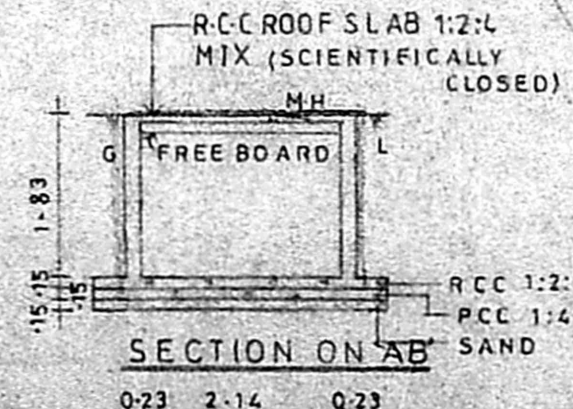 R.C.C ROOF SLAB 1:2:4
MIX (SCIENTIFICALLY
CLOSED)
M.H
G FREE BOARD L
1.83
.15 .15 .15
RCC 1:2:
PCC 1:4
SAND
SECTION ON AB'
0.23 2.14 0.23